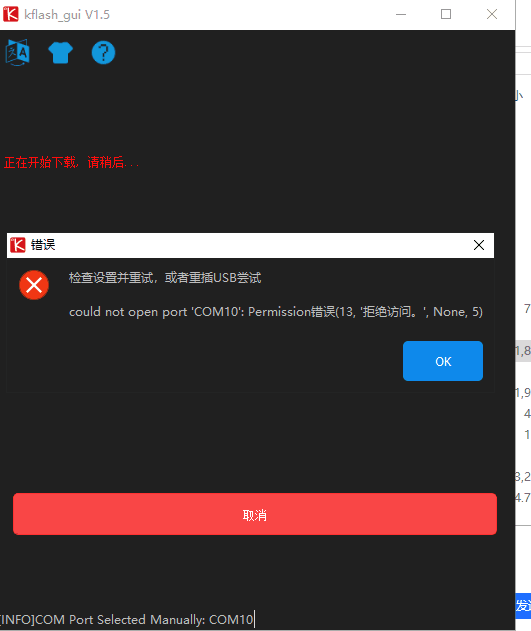 kflash_gui V1.5
小
正在开始下载，请稍后...
错误
检查设置并重试，或者重插USB尝试
could not open port 'COM10': Permission错误(13, '拒绝访问。', None, 5)
OK
7
1,8
1,9
4
1
3,2
4.7
取消
[INFO]COM Port Selected Manually: COM10